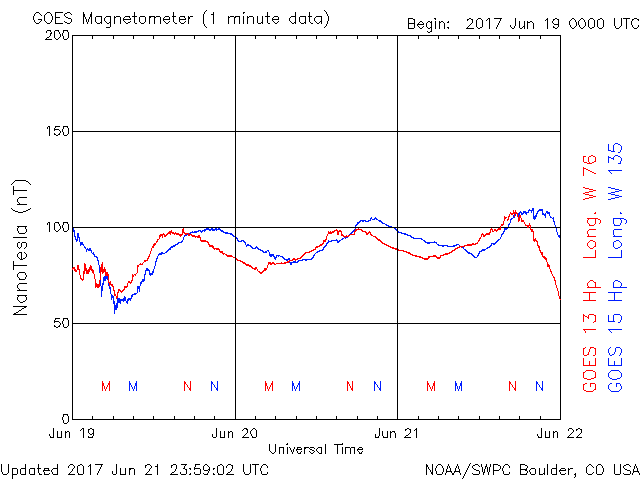 GOES Magnetometer (1 minute data)
Begin: 2017 Jun 19 0000 UTC
200
150
100
50
0
NanoTesla (nT)
M M N N M M N N M M N N
Jun 19 Jun 20 Jun 21 Jun 22
Universal Time
GOES 13 Hp Long. W 76
GOES 15 Hp Long. W 135
Updated 2017 Jun 21 23:59:02 UTC
NOAA/SWPC Boulder, CO USA